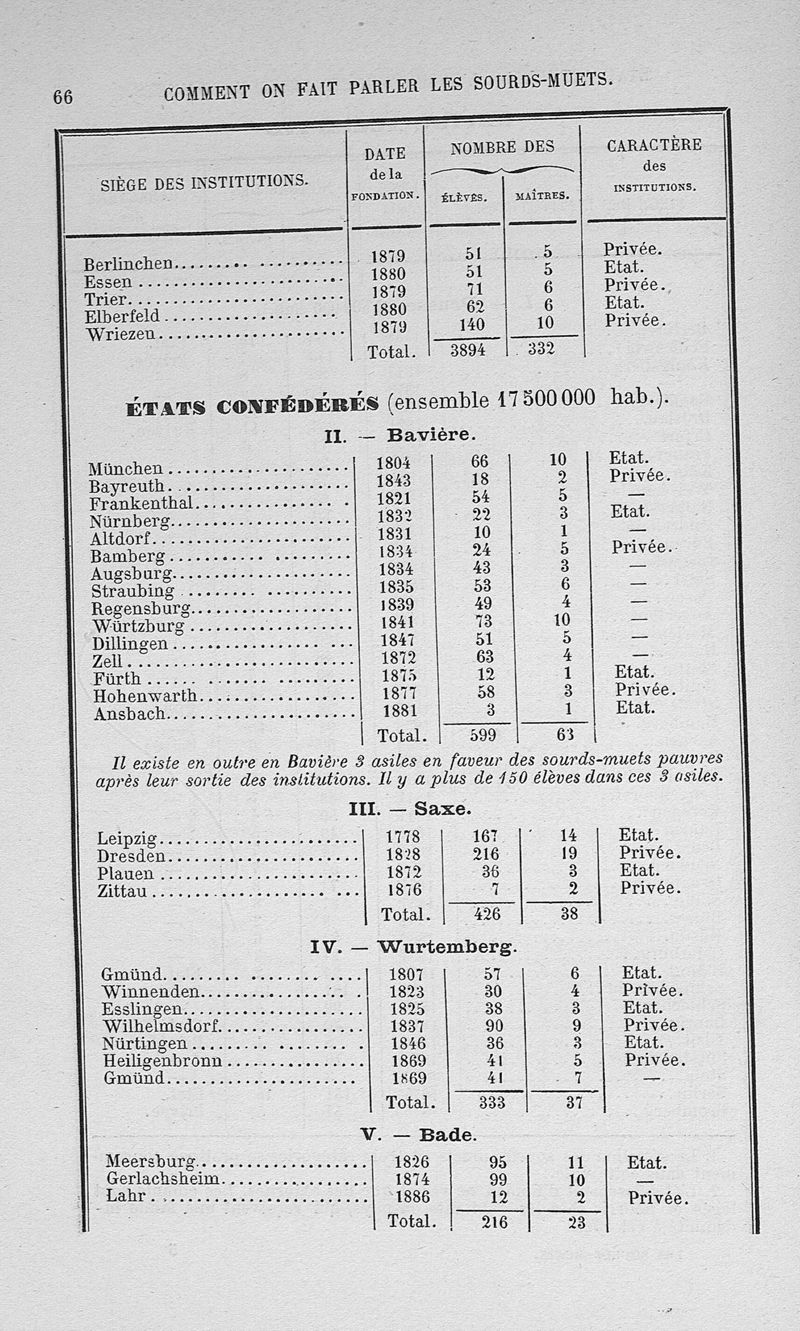 66 COMMENT ON FAIT PARLER LES SOURDS-MUETS.
SIÈGE DES INSTITUTIONS. DATE de la FONDATION. NOMBRE DES ÉLÈVES. MAÎTRES. CARACTÈRE des INSTITUTIONS.
Berlinchen 1879 51 5 Privée.
Essen 1880 51 5 Etat.
Trier 1879 71 6 Privée.
Elberfeld 1880 62 6 Etat.
Wriezen 1879 140 10 Privée.
Total. 3894 332
ÉTATS CONFÉDÉRÉS (ensemble 17 500 000 hab.).
II. — Bavière.
München 1804 66 10 Etat.
Bayreuth 1843 18 2 Privée.
Frankenthal 1821 54 5 —
Nürnberg 1832 22 3 Etat.
Altdorf 1831 10 1 —
Bamberg 1834 24 5 Privée.
Augsburg 1834 43 3 —
Straubing 1835 53 6 —
Regensburg 1839 49 4 —
Würtzburg 1841 73 10 —
Dillingen 1847 51 5 —
Zell 1872 63 4 —
Fürth 1875 12 1 Etat.
Hohenwarth 1877 58 3 Privée.
Ansbach 1881 3 1 Etat.
Total. 599 63
Il existe en outre en Bavière 3 asiles en faveur des sourds-muets pauvres
après leur sortie des institutions. Il y a plus de 150 élèves dans ces 3 asiles.
III. — Saxe.
Leipzig 1778 167 14 Etat.
Dresden 1828 216 19 Privée.
Plauen 1872 36 3 Etat.
Zittau 1876 7 2 Privée.
Total. 426 38
IV. — Wurtemberg.
Gmünd 1807 57 6 Etat.
Winnenden 1823 30 4 Privée.
Esslingen 1825 38 3 Etat.
Wilhelmsdorf 1837 90 9 Privée.
Nürtingen 1846 36 3 Etat.
Heiligenbronn 1869 41 5 Privée.
Gmünd 1869 41 7 —
Total. 333 37
V. — Bade.
Meersburg 1826 95 11 Etat.
Gerlachsheim 1874 99 10 —
Lahr 1886 12 2 Privée.
Total. 216 23